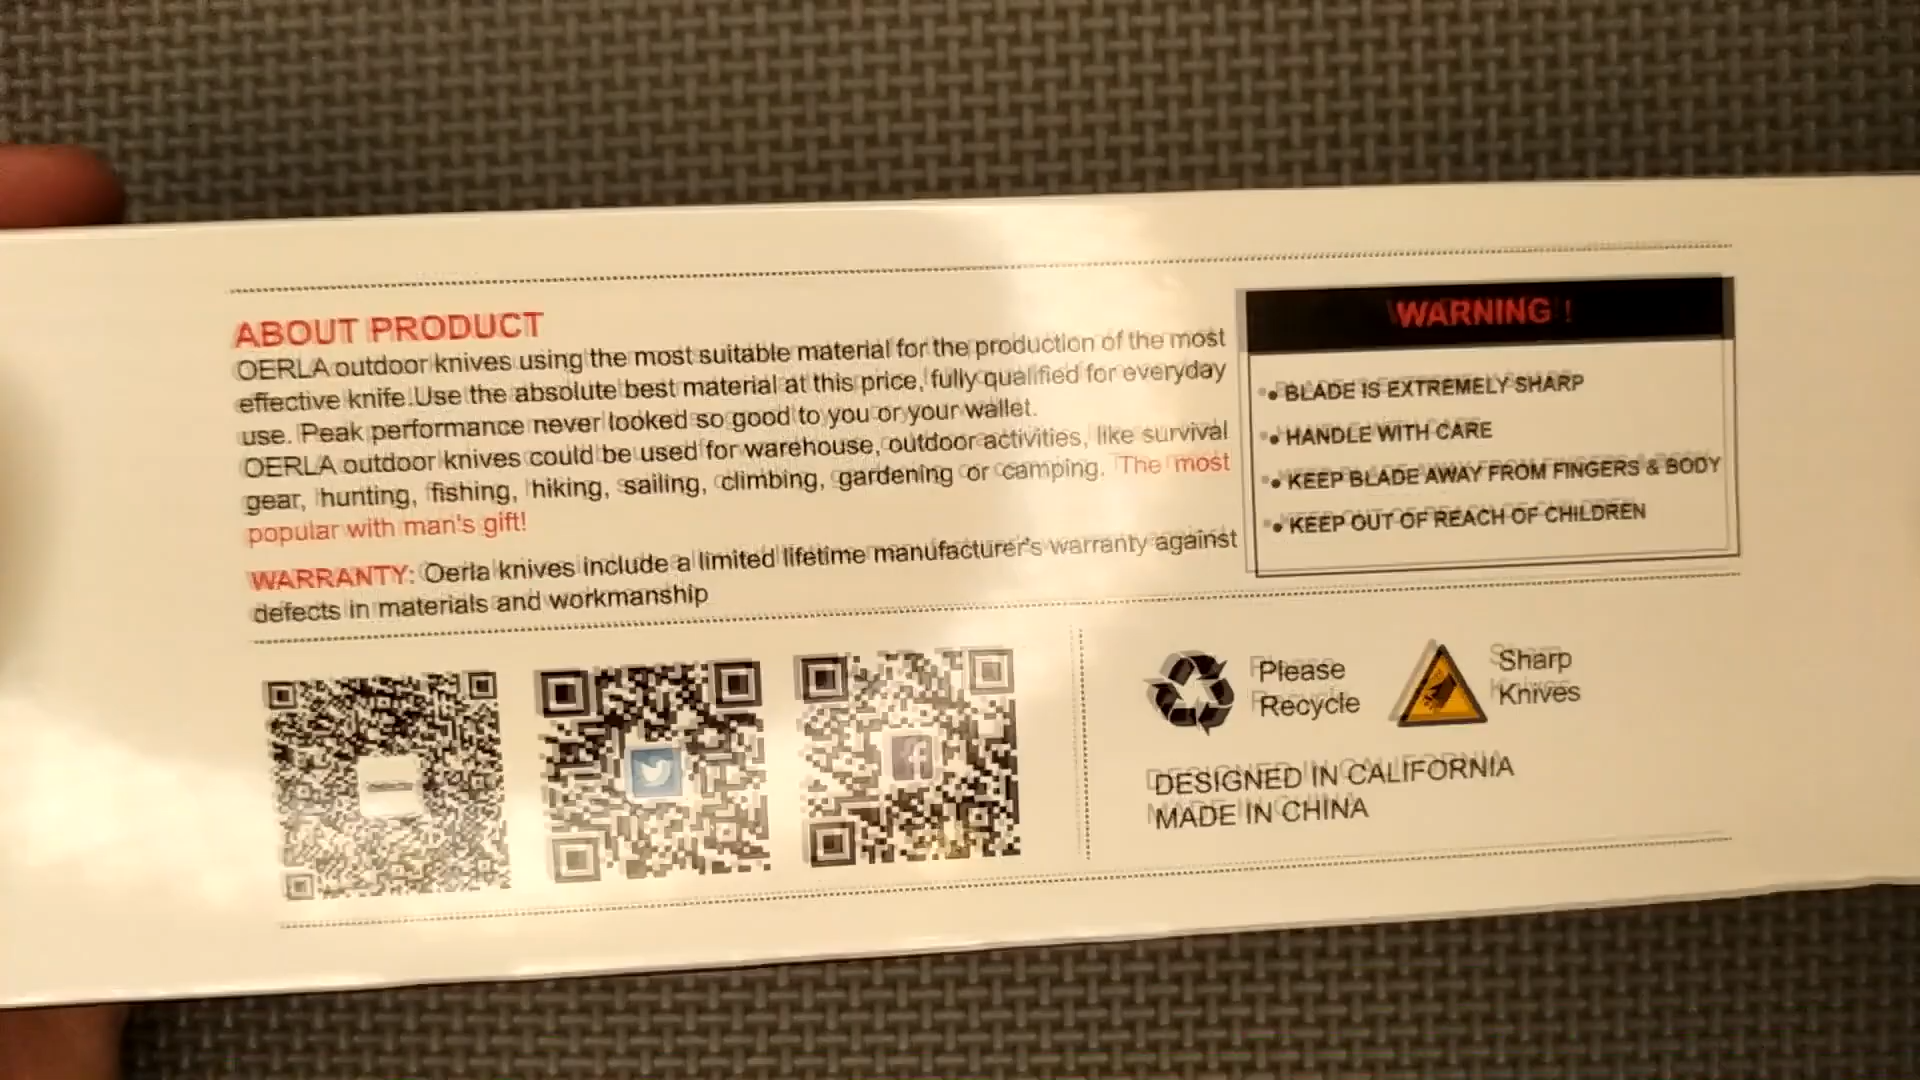 ABOUT PRODUCT
OERLA outdoor knives using the most suitable material for the production of the most
effective knife.Use the absolute best material at this price, fully qualified for everyday
use. Peak performance never looked so good to you or your wallet.
OERLA outdoor knives could be used for warehouse, outdoor activities, like survival
gear, hunting, fishing, hiking, sailing, climbing, gardening or camping. The most
popular with man's gift!
WARRANTY: Oerla knives include a limited lifetime manufacturer's warranty against
defects in materials and workmanship
WARNING !
• BLADE IS EXTREMELY SHARP
• HANDLE WITH CARE
• KEEP BLADE AWAY FROM FINGERS & BODY
• KEEP OUT OF REACH OF CHILDREN
Please
Recycle
Sharp
Knives
DESIGNED IN CALIFORNIA
MADE IN CHINA